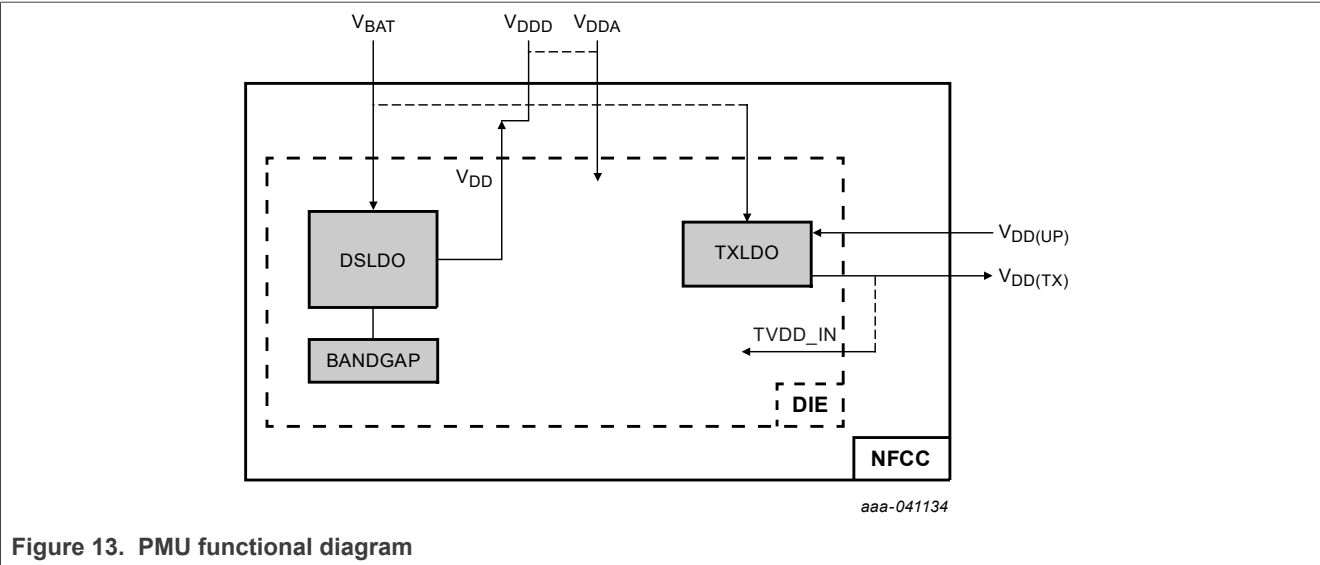 VBAT VDDD VDDA
VDD
DSLDO
TXLDO
VDD(UP)
VDD(TX)
TVDD_IN
BANDGAP
DIE
NFCC
aaa-041134
Figure 13. PMU functional diagram